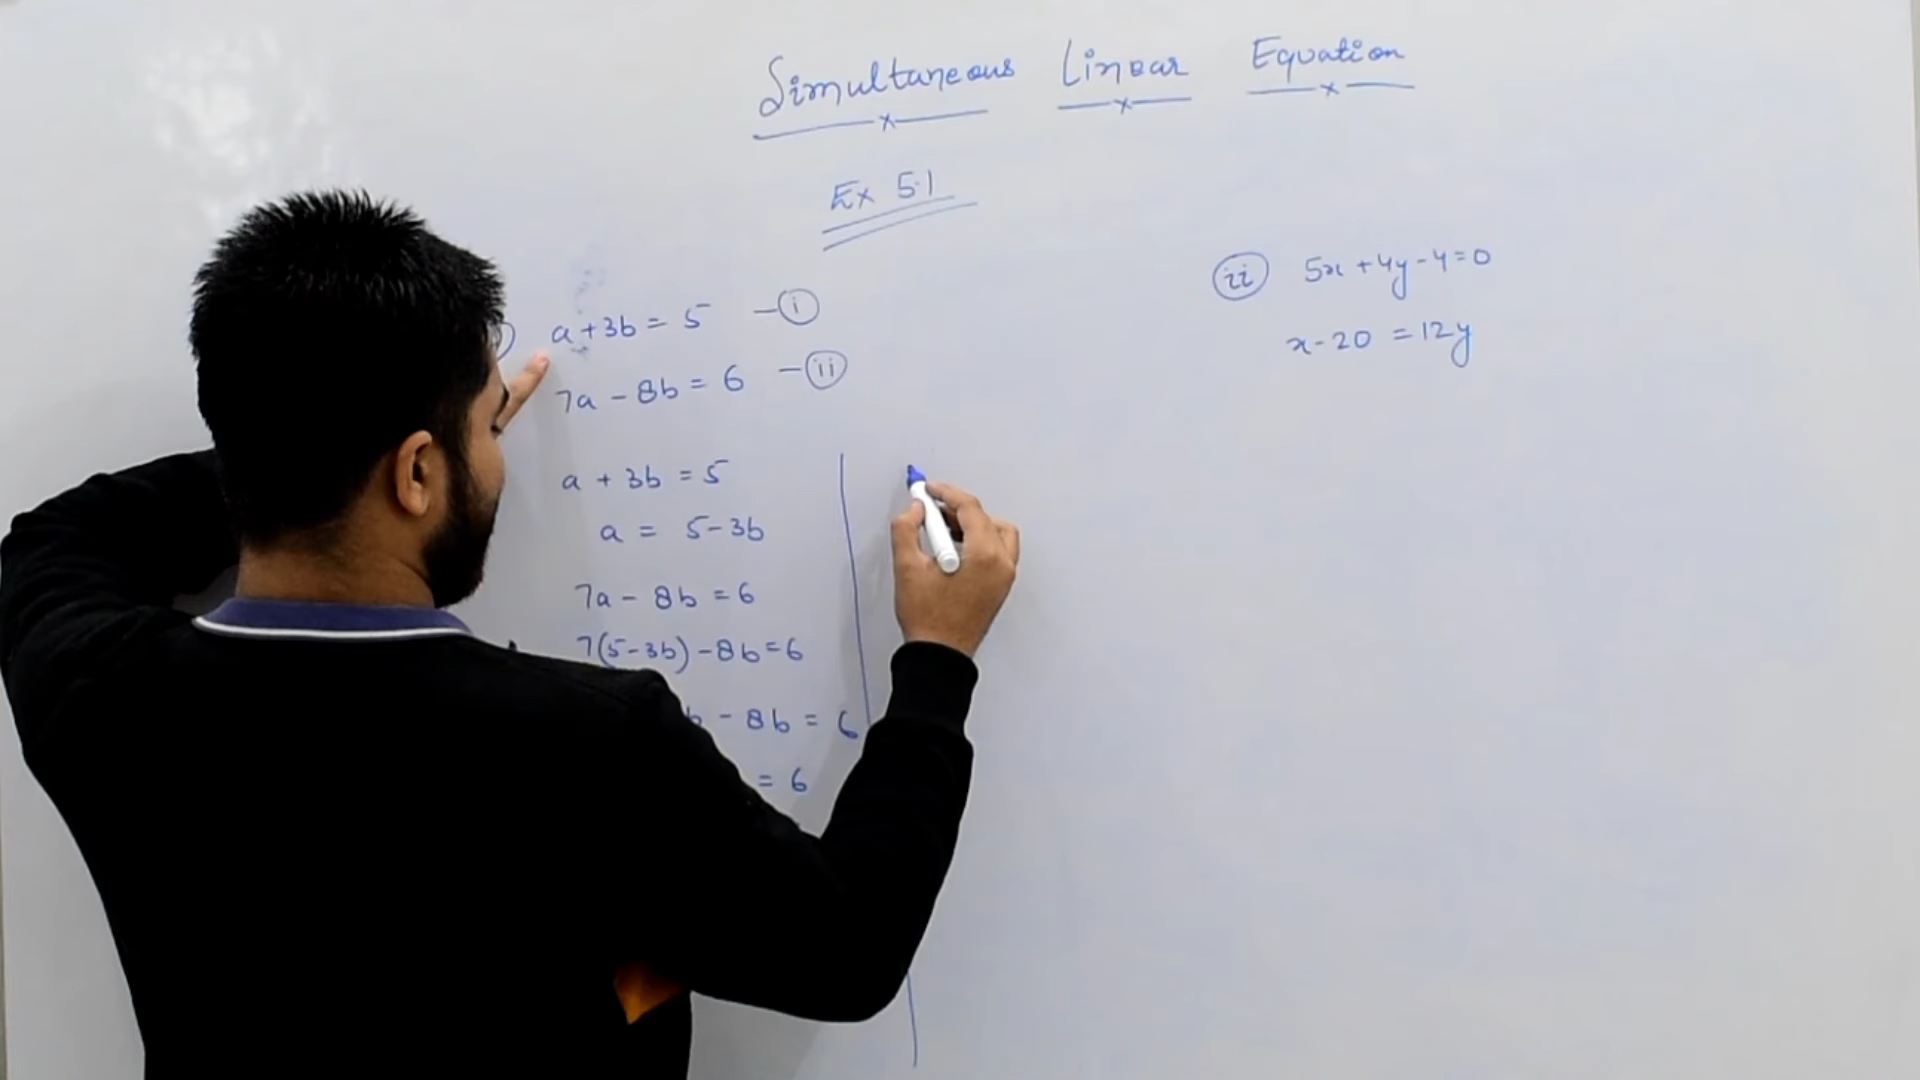 Simultaneous Linear Equation
Ex 5.1
a + 3b = 5 — (i)
7a - 8b = 6 — (ii)
a + 3b = 5
a = 5 - 3b
7a - 8b = 6
7(5 - 3b) - 8b = 6
b - 8b = 6
= 6
(ii) 5x + 4y - 4 = 0
x - 20 = 12y